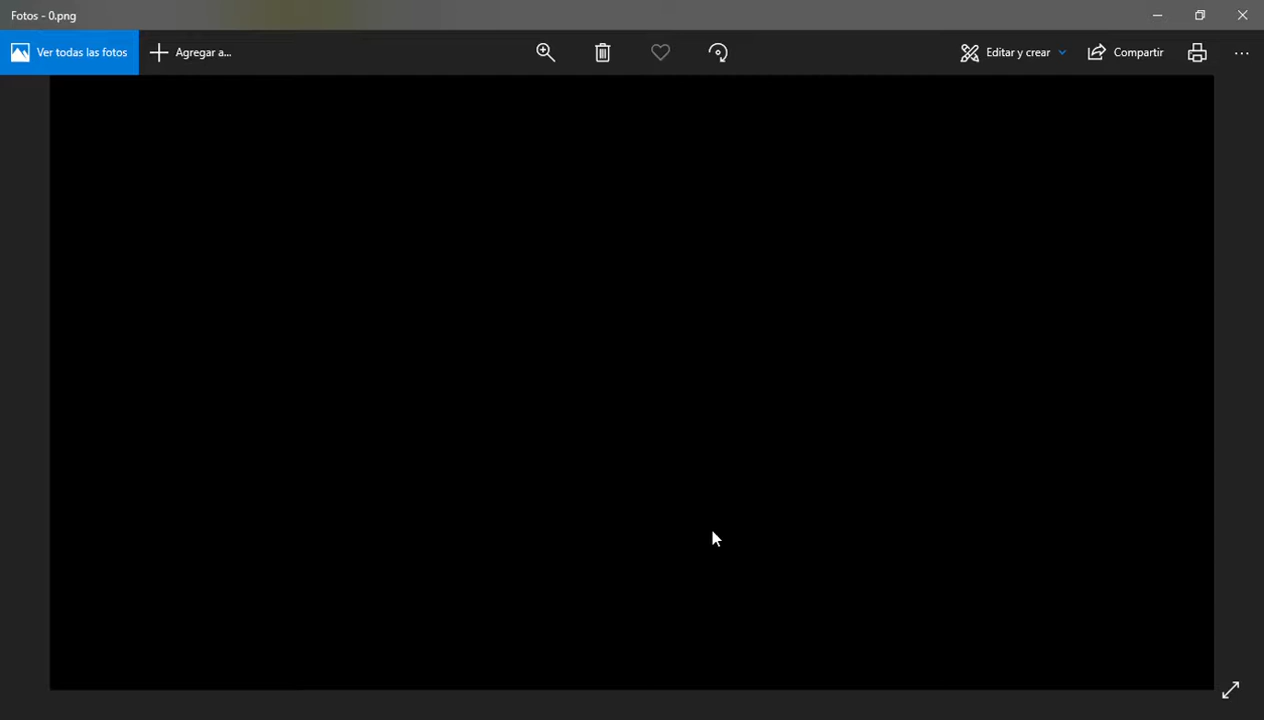 Fotos - 0.png
Ver todas las fotos
Agregar a...
Editar y crear
Compartir